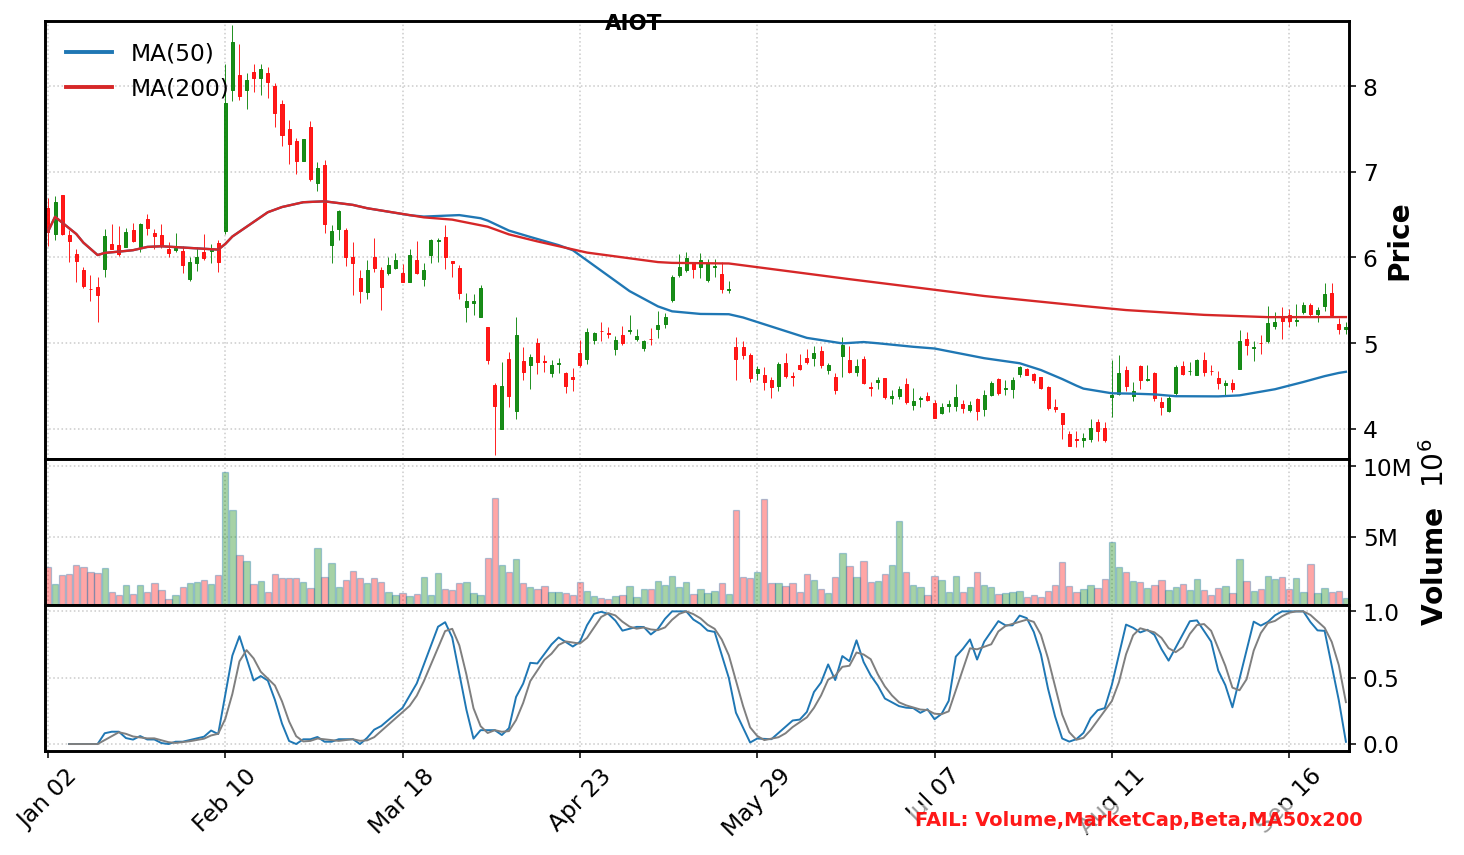 AIOT
MA(50)
MA(200)
8
7
6
5
4
Price
10M
5M
Volume 10^6
1.0
0.5
0.0
Jan 02
Feb 10
Mar 18
Apr 23
May 29
Jul 07
Aug 11
Sep 16
FAIL: Volume,MarketCap,Beta,MA50x200